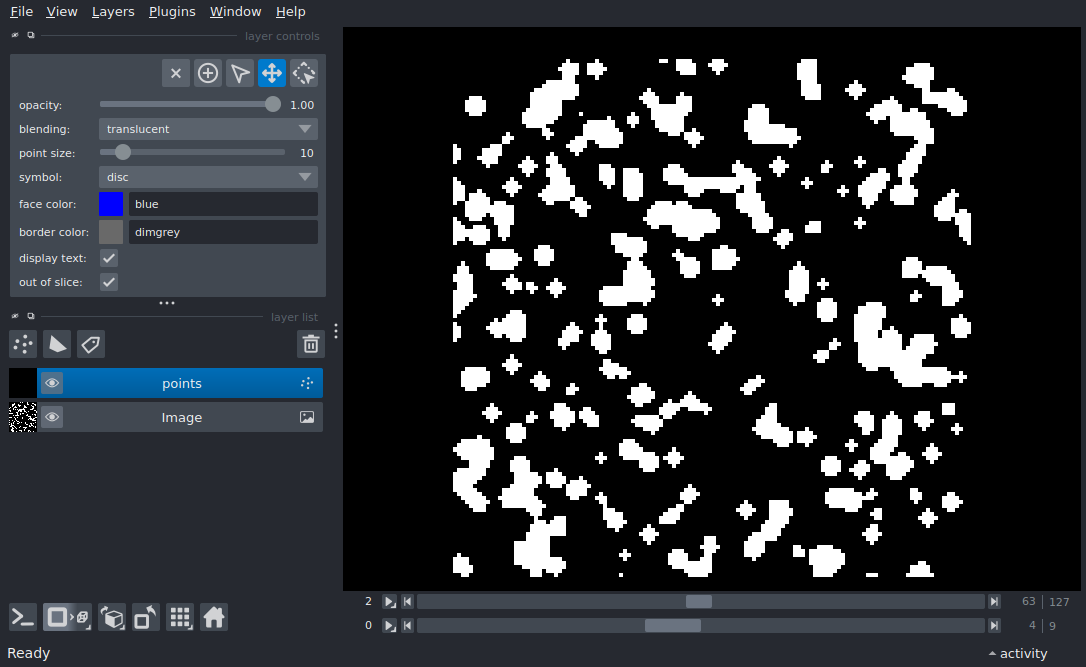 File View Layers Plugins Window Help
layer controls
opacity: 1.00
blending: translucent
point size: 10
symbol: disc
face color: blue
border color: dimgrey
display text:
out of slice:
layer list
points
Image
2 63 | 127
0 4 | 9
Ready activity